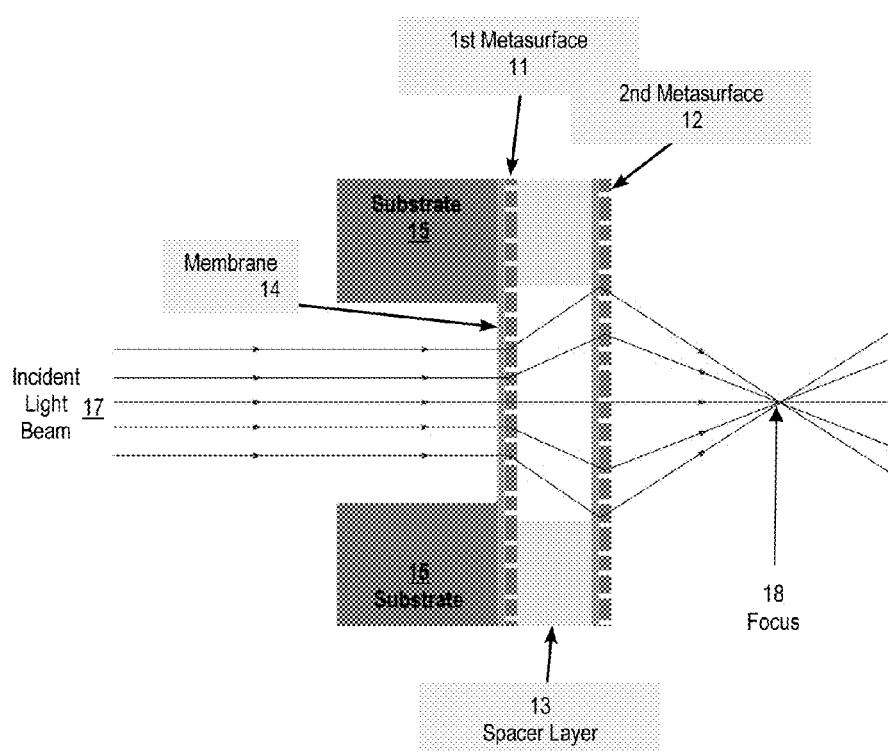 1st Metasurface
11
2nd Metasurface
12
Substrate
15
Membrane
14
Incident
Light 17
Beam
15
Substrate
18
Focus
13
Spacer Layer